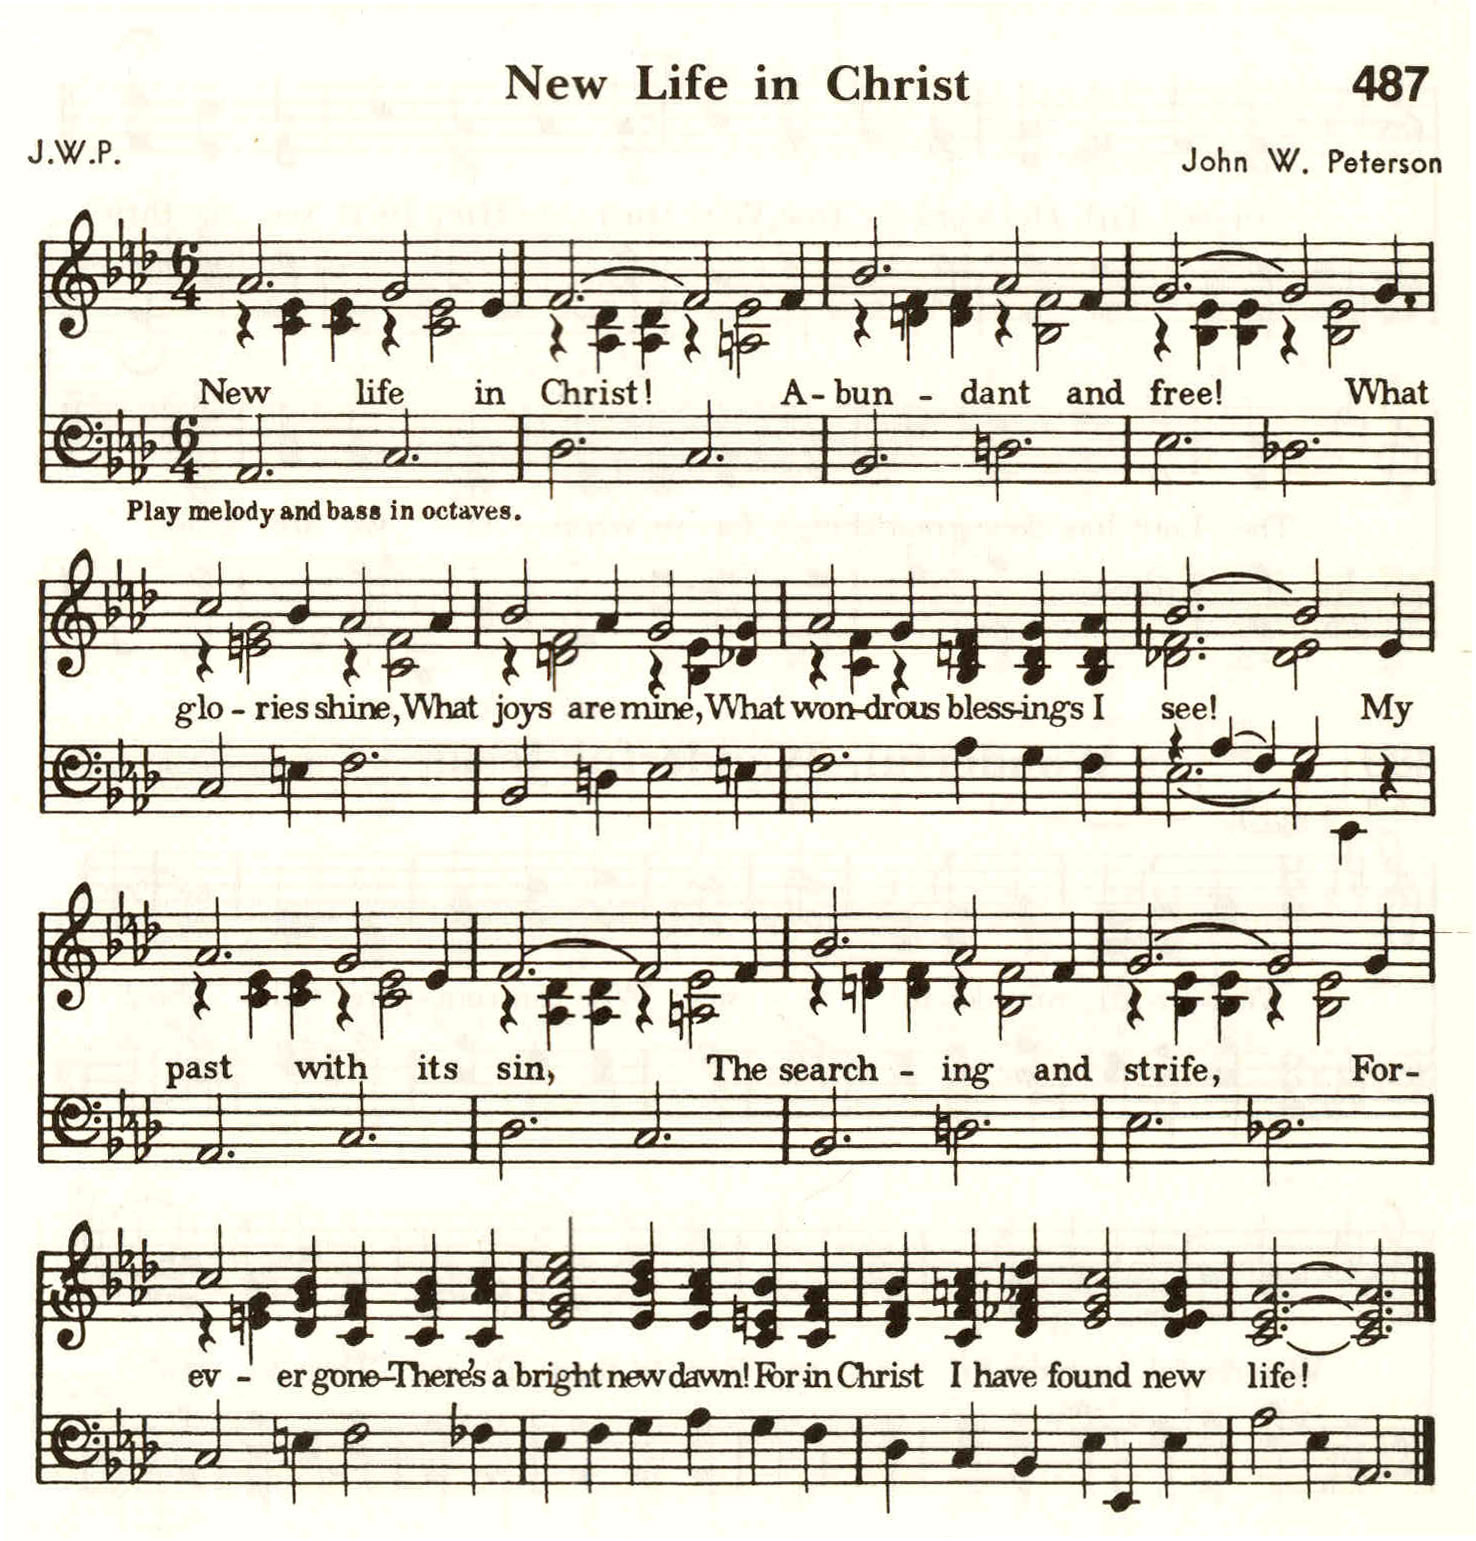 New Life in Christ 487
J.W.P.
John W. Peterson
6 4
New life in Christ! A-bun - dant and free! What
6 4
Play melody and bass in octaves.
glo - ries shine, What joys are mine, What won-drous bless-ings I see! My
past with its sin, The search - ing and strife, For-
ev - er gone-There's a bright new dawn! For in Christ I have found new life!